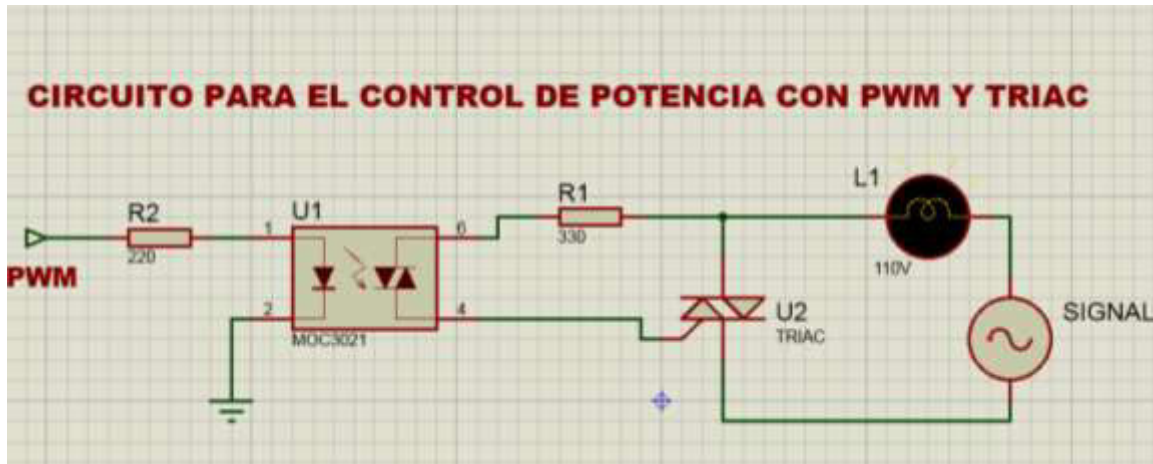 CIRCUITO PARA EL CONTROL DE POTENCIA CON PWM Y TRIAC
R2
220
PWM
U1
1
2
6
4
MOC3021
R1
330
L1
110V
U2
TRIAC
SIGNAL